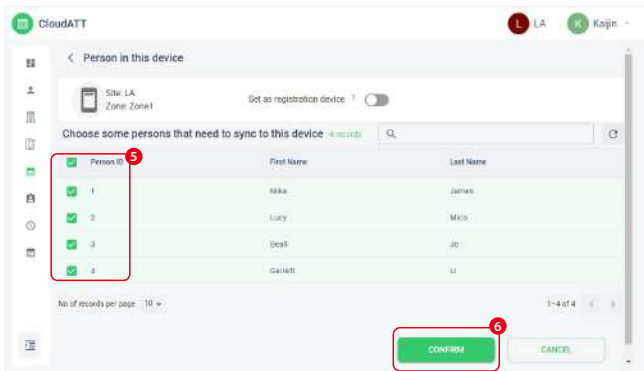 CloudATT
L LA K Kaijin
< Person in this device
Site: LA
Zone: Zone1
Set as registration device ?
Choose some persons that need to sync to this device 4 records
5
Person ID First Name Last Name
1 Mike James
2 Lucy Mico
3 Beall Jo
4 Garrett LI
No of records per page 10 1-4 of 4 < >
6
CONFIRM CANCEL